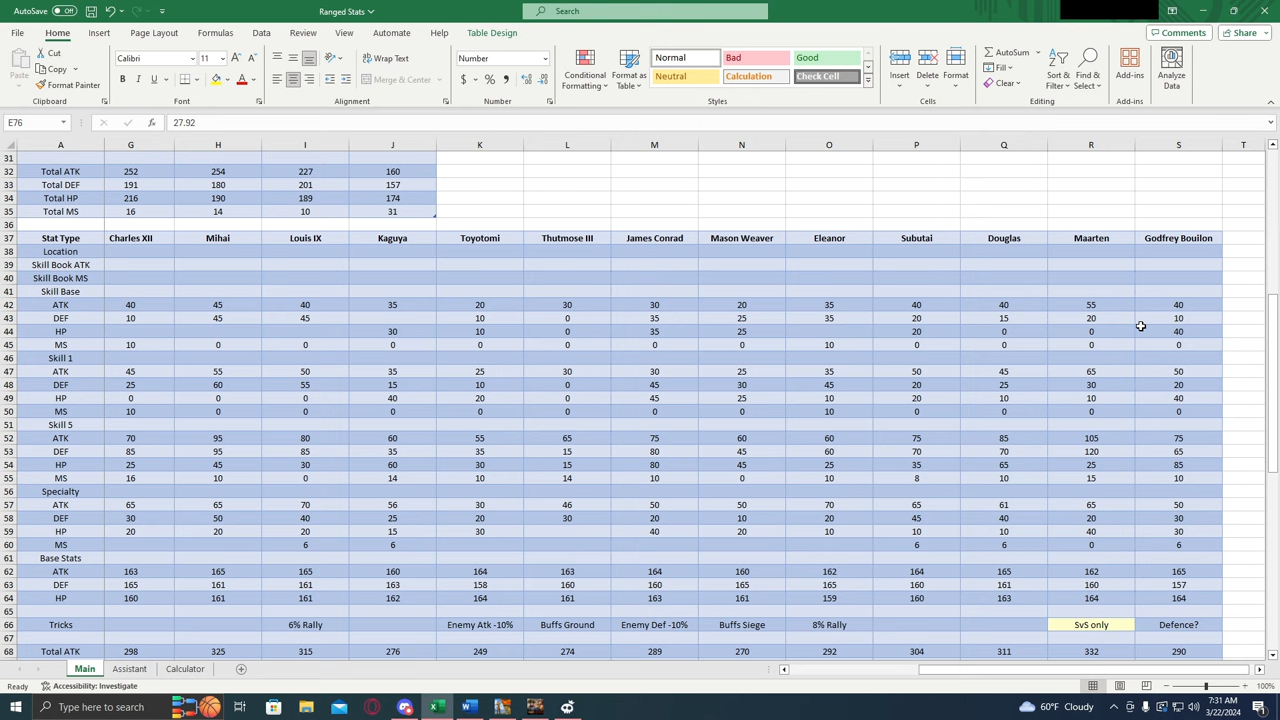 AutoSave Off Ranged Stats Search
File Home Insert Page Layout Formulas Data Review View Automate Help Table Design Comments Share
Paste Cut Copy Format Painter Clipboard
Calibri 11 Font
Wrap Text Merge & Center Alignment
Number Number
Conditional Formatting Format as Table Normal Bad Good Neutral Calculation Check Cell Styles
Insert Delete Format Cells
AutoSum Fill Clear Sort & Filter Find & Select Editing
Add-ins Add-ins
Analyze Data
E76 27.92
A G H I J K L M N O P Q R S T
31
32 Total ATK 252 254 227 160
33 Total DEF 191 180 201 157
34 Total HP 216 190 189 174
35 Total MS 16 14 10 31
36
37 Stat Type Charles XII Mihai Louis IX Kaguya Toyotomi Thutmose III James Conrad Mason Weaver Eleanor Subutai Douglas Maarten Godfrey Bouilon
38 Location
39 Skill Book ATK
40 Skill Book MS
41 Skill Base
42 ATK 40 45 40 35 20 30 30 20 35 40 40 55 40
43 DEF 10 45 45 10 0 35 25 35 20 15 20 10
44 HP 30 10 0 35 25 20 0 0 40
45 MS 10 0 0 0 0 0 0 0 10 0 0 0 0
46 Skill 1
47 ATK 45 55 50 35 25 30 30 25 35 50 45 65 50
48 DEF 25 60 55 15 10 0 45 30 45 20 25 30 20
49 HP 0 0 0 40 20 0 45 25 10 20 10 10 40
50 MS 10 0 0 0 0 0 0 0 10 0 0 0 0
51 Skill 5
52 ATK 70 95 80 60 55 65 75 60 60 75 85 105 75
53 DEF 85 95 85 35 35 15 80 45 60 70 70 120 65
54 HP 25 45 30 60 30 15 80 45 25 35 65 25 85
55 MS 16 10 0 14 10 14 10 0 10 8 10 15 10
56 Specialty
57 ATK 65 65 70 56 30 46 50 50 70 65 61 65 50
58 DEF 30 50 40 25 20 30 20 10 20 45 40 20 30
59 HP 20 20 20 15 30 40 20 10 10 10 40 30
60 MS 6 6 6 6 0 6
61 Base Stats
62 ATK 163 165 165 160 164 163 164 160 162 164 165 162 165
63 DEF 165 161 161 163 158 160 160 165 165 160 161 160 157
64 HP 160 161 161 162 164 161 163 161 159 160 163 164 164
65
66 Tricks 6% Rally Enemy Atk -10% Buffs Ground Enemy Def -10% Buffs Siege 8% Rally SvS only Defence?
67
68 Total ATK 298 325 315 276 249 274 289 270 292 304 311 332 290
Main Assistant Calculator
Ready Accessibility: Investigate 100%
Type here to search 60°F Cloudy 7:31 AM
3/22/2024